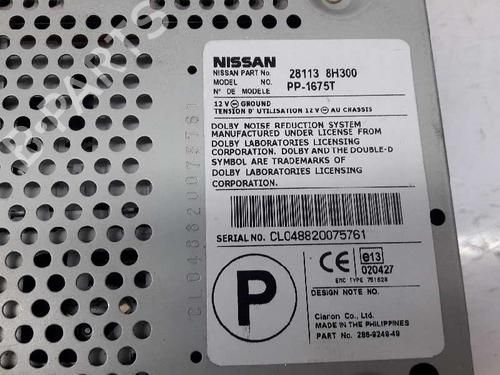 NISSAN
NISSAN PART No. 28113 8H300
MODEL NO. PP-1675T
N° DE MODELE
12 V ⊖ GROUND
TENSION D'UTILISATION 12V ⊖ AU CHASSIS
DOLBY NOISE REDUCTION SYSTEM
MANUFACTURED UNDER LICENSE FROM
DOLBY LABORATORIES LICENSING
CORPORATION. DOLBY AND THE DOUBLE-D
SYMBOL ARE TRADEMARKS OF
DOLBY LABORATORIES LICENSING
CORPORATION.
SERIAL NO. CL048820075761
P
CE e13
020427
EMC TYPE 751828
DESIGN NOTE NO.
Clarion Co., Ltd.
MADE IN THE PHILIPPINES
PART NO. 286-9249-49
CL048820075761